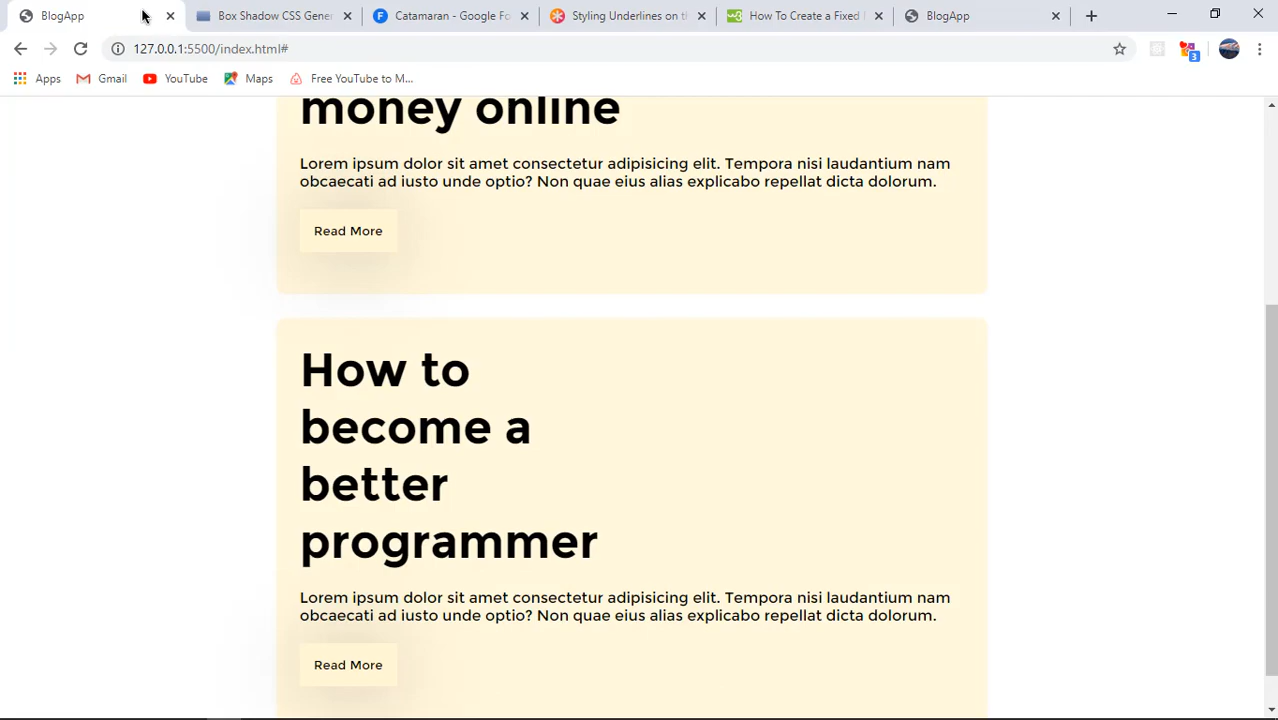 BlogApp
Box Shadow CSS Gener
Catamaran - Google Fo
Styling Underlines on t
How To Create a Fixed
BlogApp
127.0.0.1:5500/index.html#
3
Apps
Gmail
YouTube
Maps
Free YouTube to M...
money online
Lorem ipsum dolor sit amet consectetur adipisicing elit. Tempora nisi laudantium nam
obcaecati ad iusto unde optio? Non quae eius alias explicabo repellat dicta dolorum.
Read More
How to
become a
better
programmer
Lorem ipsum dolor sit amet consectetur adipisicing elit. Tempora nisi laudantium nam
obcaecati ad iusto unde optio? Non quae eius alias explicabo repellat dicta dolorum.
Read More